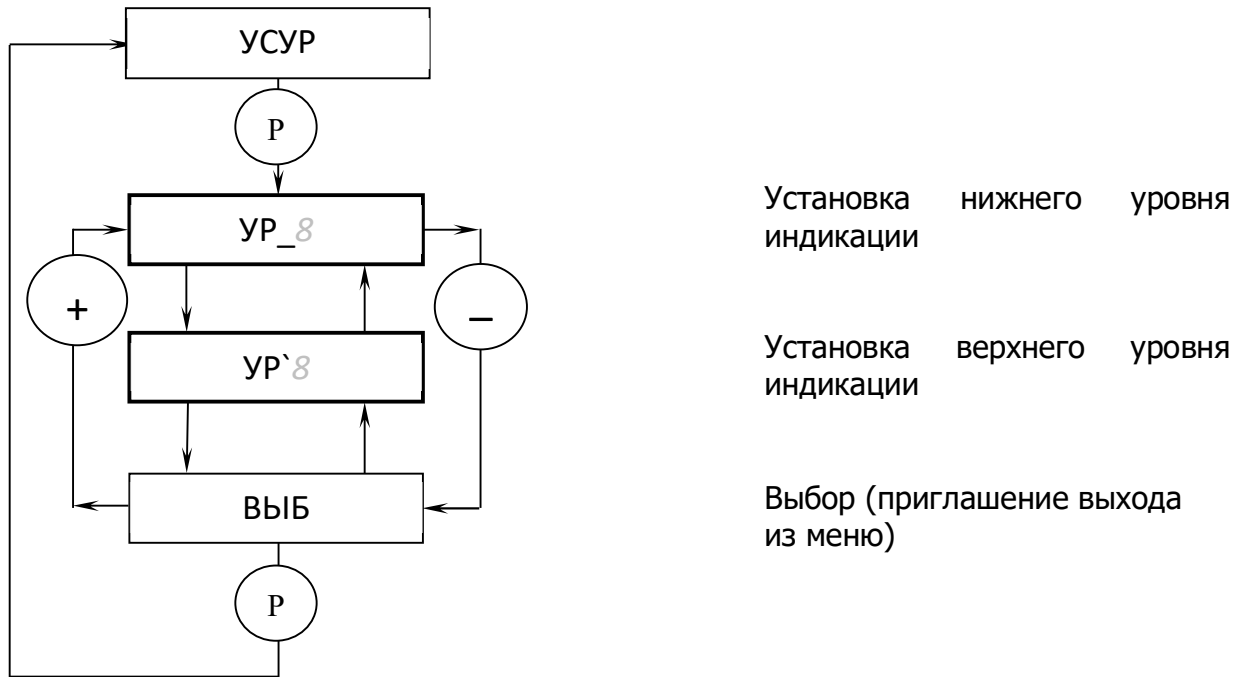 УСУР
P
УР_8
Установка нижнего уровня
индикации
+
–
УР`8
Установка верхнего уровня
индикации
ВЫБ
Выбор (приглашение выхода
из меню)
P